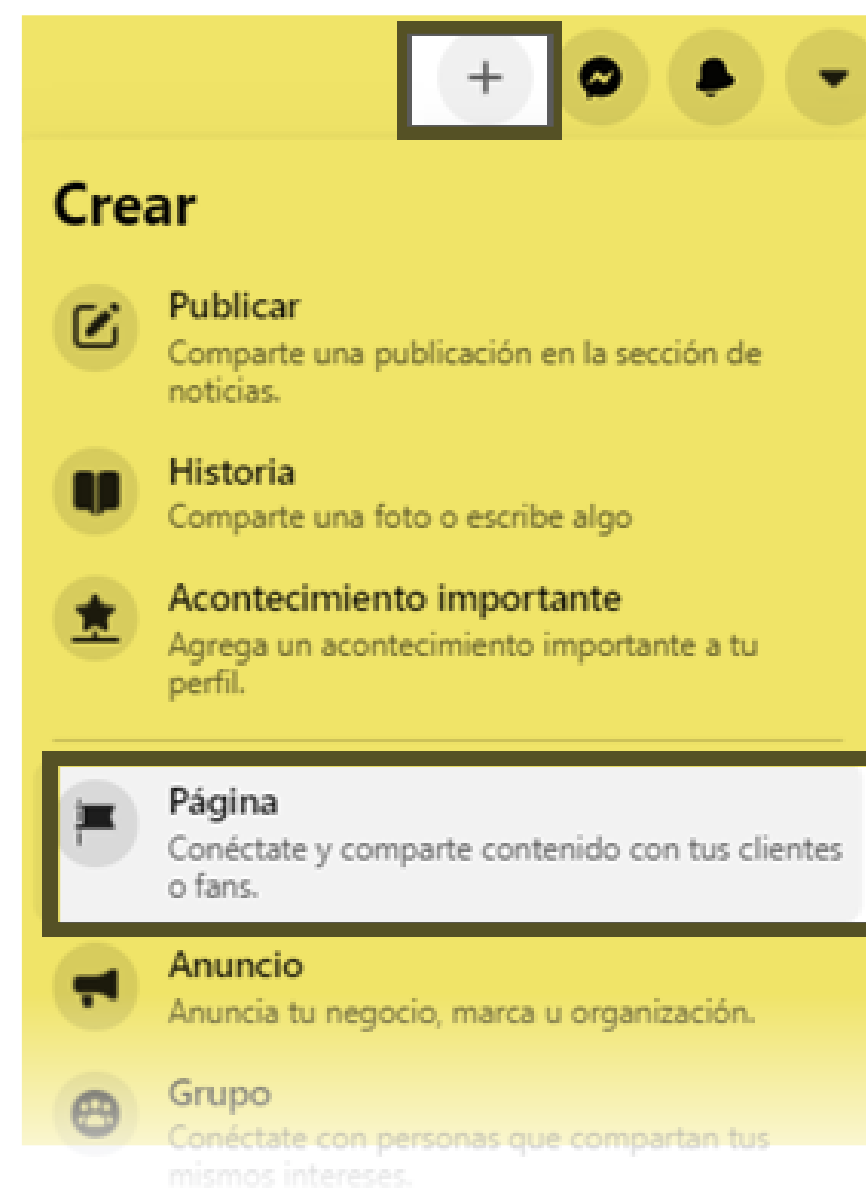 Crear
Publicar
Comparte una publicación en la sección de
noticias.
Historia
Comparte una foto o escribe algo
Acontecimiento importante
Agrega un acontecimiento importante a tu
perfil.
Página
Conéctate y comparte contenido con tus clientes
o fans.
Anuncio
Anuncia tu negocio, marca u organización.
Grupo
Conéctate con personas que compartan tus
mismos intereses.